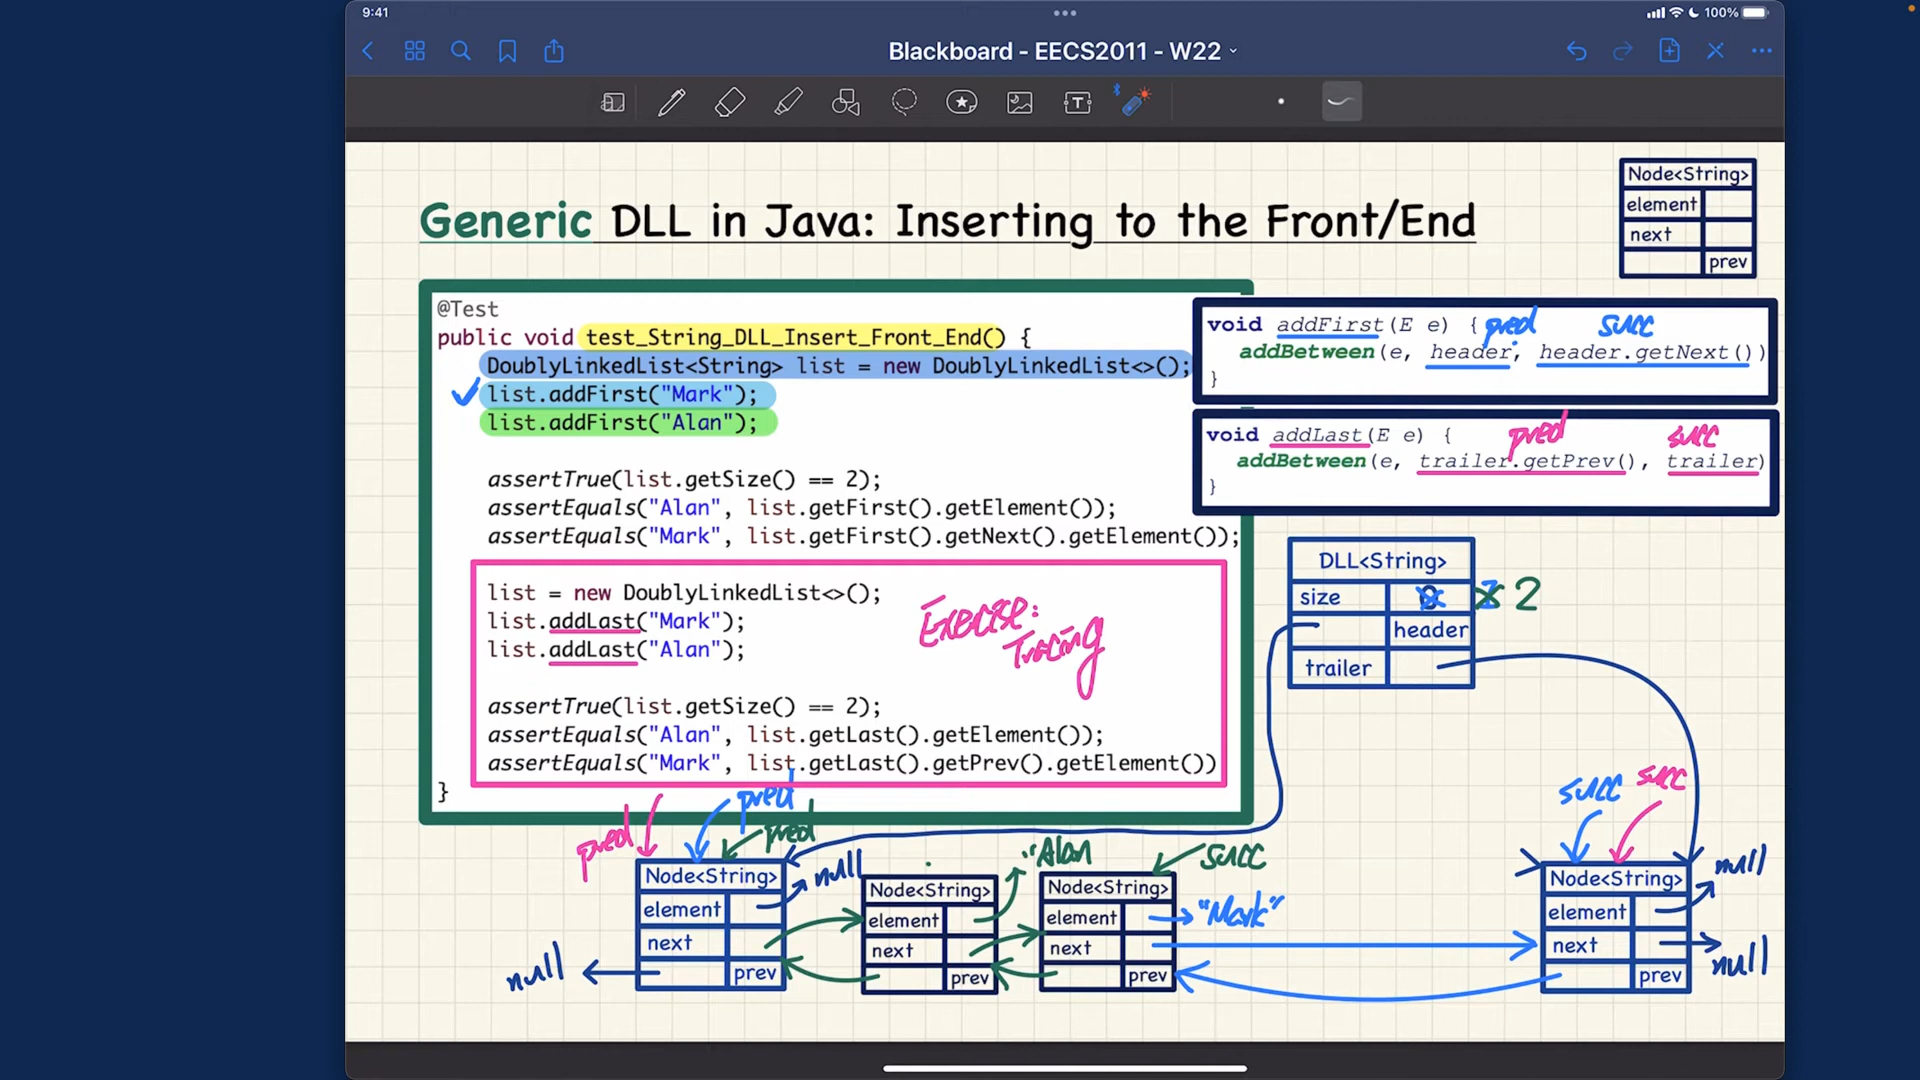 9:41
100%
Blackboard - EECS2011 - W22
Generic DLL in Java: Inserting to the Front/End
Node<String>
element
next
prev
@Test
public void test_String_DLL_Insert_Front_End() {
DoublyLinkedList<String> list = new DoublyLinkedList<>();
list.addFirst("Mark");
list.addFirst("Alan");
assertTrue(list.getSize() == 2);
assertEquals("Alan", list.getFirst().getElement());
assertEquals("Mark", list.getFirst().getNext().getElement());
list = new DoublyLinkedList<>();
list.addLast("Mark");
list.addLast("Alan");
Exercise:
Tracing
assertTrue(list.getSize() == 2);
assertEquals("Alan", list.getLast().getElement());
assertEquals("Mark", list.getLast().getPrev().getElement())
}
void addFirst(E e) { pred succ
addBetween(e, header, header.getNext())
}
void addLast(E e) { pred succ
addBetween(e, trailer.getPrev(), trailer)
}
DLL<String>
size 0 1 2
header
trailer
pred
pred
pred
succ
succ
succ
Node<String>
element
next
prev
null
null
Node<String>
element
next
prev
"Alan
Node<String>
element
next
prev
"Mark"
Node<String>
element
next
prev
null
null